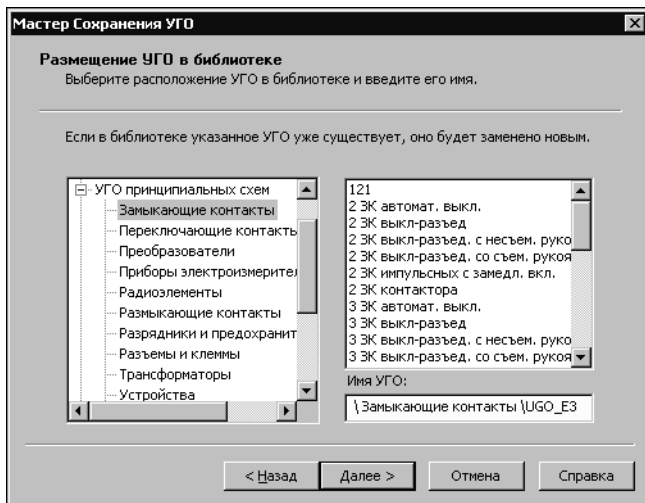 Мастер Сохранения УГО
Размещение УГО в библиотеке
Выберите расположение УГО в библиотеке и введите его имя.
Если в библиотеке указанное УГО уже существует, оно будет заменено новым.
УГО принципиальных схем
Замыкающие контакты
Переключающие контакты
Преобразователи
Приборы электроизмерител
Радиоэлементы
Размыкающие контакты
Разрядники и предохранит
Разъемы и клеммы
Трансформаторы
Устройства
121
2 ЗК автомат. выкл.
2 ЗК выкл-разъед
2 ЗК выкл-разъед. с несъем. руко
2 ЗК выкл-разъед. со съем. рукоя
2 ЗК импульсных с замедл. вкл.
2 ЗК контактора
3 ЗК автомат. выкл.
3 ЗК выкл-разъед
3 ЗК выкл-разъед. с несъем. руко
3 ЗК выкл-разъед. со съем. рукоя
Имя УГО:
\Замыкающие контакты \UGO_E3
< Назад
Далее >
Отмена
Справка